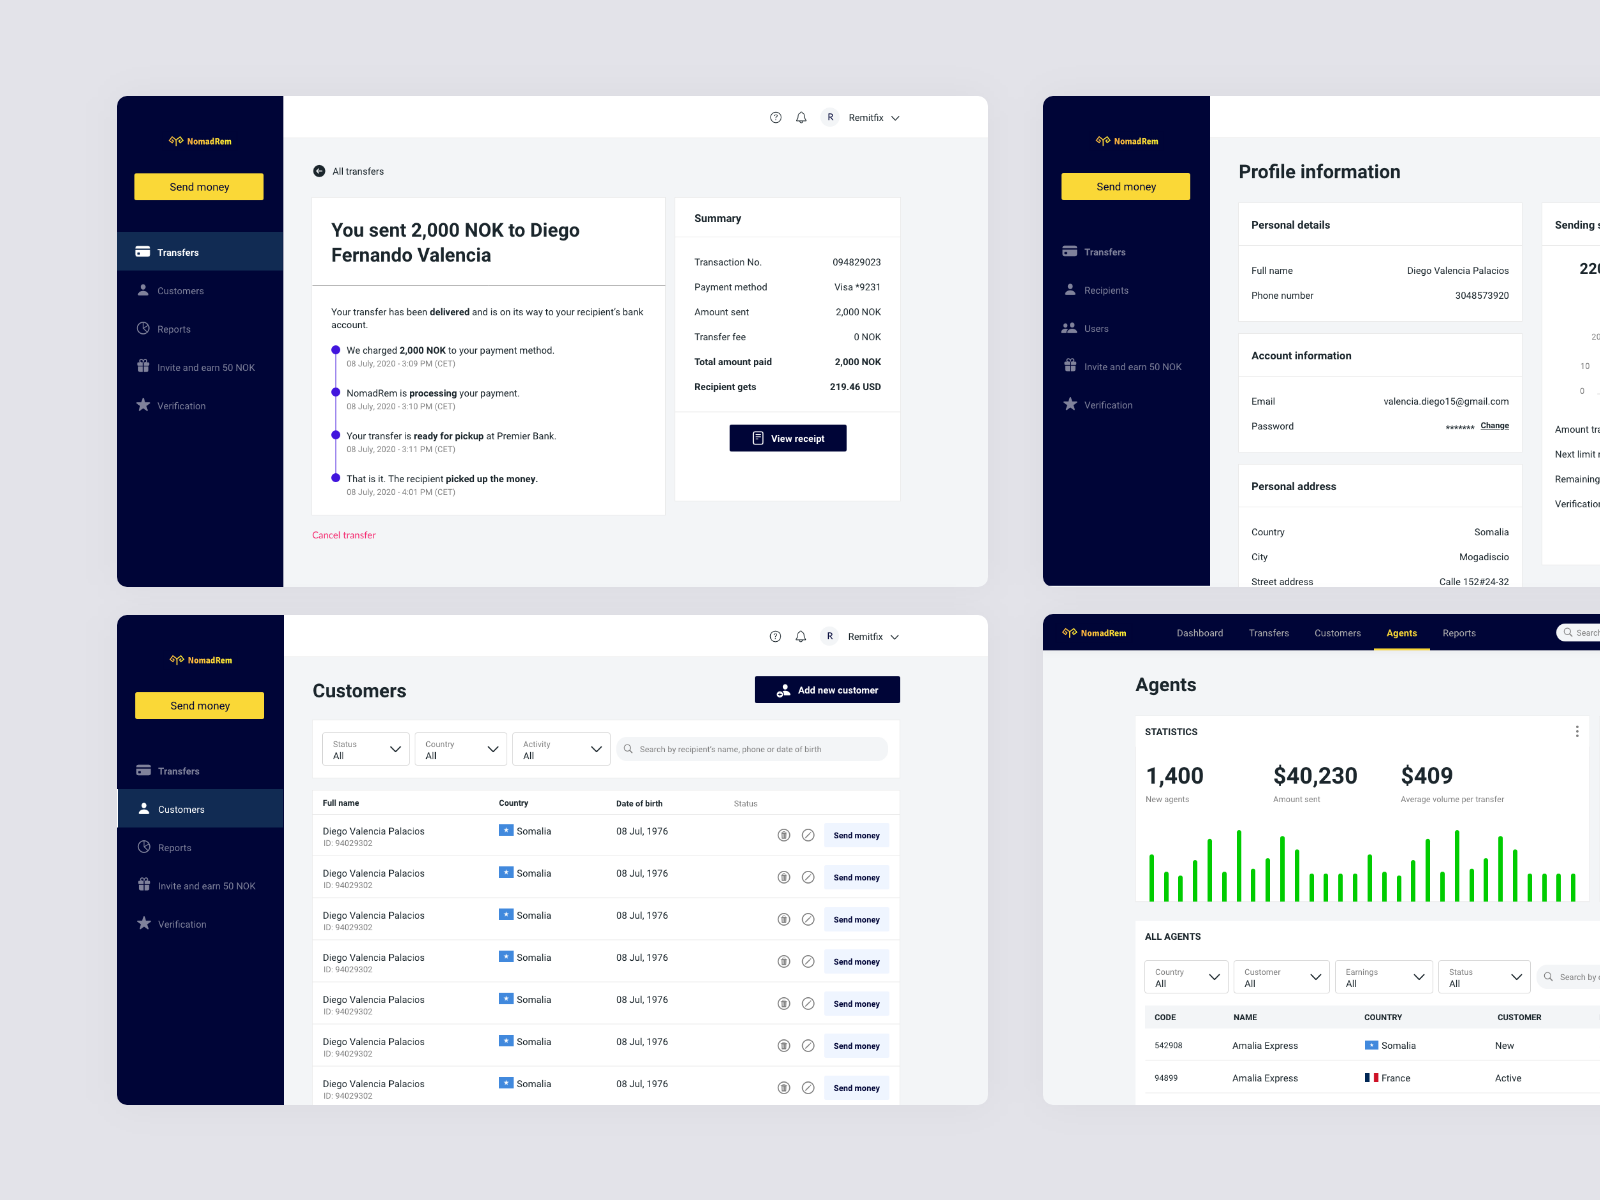 NomadRem
Send money
Transfers
Customers
Reports
Invite and earn 50 NOK
Verification
R Remitfix
All transfers
You sent 2,000 NOK to Diego
Fernando Valencia
Your transfer has been delivered and is on its way to your recipient's bank
account.
We charged 2,000 NOK to your payment method.
08 July, 2020 - 3:09 PM (CET)
NomadRem is processing your payment.
08 July, 2020 - 3:10 PM (CET)
Your transfer is ready for pickup at Premier Bank.
08 July, 2020 - 3:11 PM (CET)
That is it. The recipient picked up the money.
08 July, 2020 - 4:01 PM (CET)
Cancel transfer
Summary
Transaction No. 094829023
Payment method Visa *9231
Amount sent 2,000 NOK
Transfer fee 0 NOK
Total amount paid 2,000 NOK
Recipient gets 219.46 USD
View receipt
NomadRem
Send money
Transfers
Recipients
Users
Invite and earn 50 NOK
Verification
Profile information
Personal details
Full name Diego Valencia Palacios
Phone number 3048573920
Account information
Email valencia.diego15@gmail.com
Password ******* Change
Personal address
Country Somalia
City Mogadiscio
Street address Calle 152#24-32
Sending s
220
20
10
0
Amount tra
Next limit r
Remaining
Verification
NomadRem
Send money
Transfers
Customers
Reports
Invite and earn 50 NOK
Verification
R Remitfix
Customers
Add new customer
Status
All
Country
All
Activity
All
Search by recipient's name, phone or date of birth
Full name Country Date of birth Status
Diego Valencia Palacios Somalia 08 Jul, 1976 Send money
ID: 94029302
Diego Valencia Palacios Somalia 08 Jul, 1976 Send money
ID: 94029302
Diego Valencia Palacios Somalia 08 Jul, 1976 Send money
ID: 94029302
Diego Valencia Palacios Somalia 08 Jul, 1976 Send money
ID: 94029302
Diego Valencia Palacios Somalia 08 Jul, 1976 Send money
ID: 94029302
Diego Valencia Palacios Somalia 08 Jul, 1976 Send money
ID: 94029302
Diego Valencia Palacios Somalia 08 Jul, 1976 Send money
ID: 94029302
NomadRem Dashboard Transfers Customers Agents Reports Search
Agents
STATISTICS
1,400 $40,230 $409
New agents Amount sent Average volume per transfer
ALL AGENTS
Country
All
Customer
All
Earnings
All
Status
All
Search by
CODE NAME COUNTRY CUSTOMER
542908 Amalia Express Somalia New
94899 Amalia Express France Active